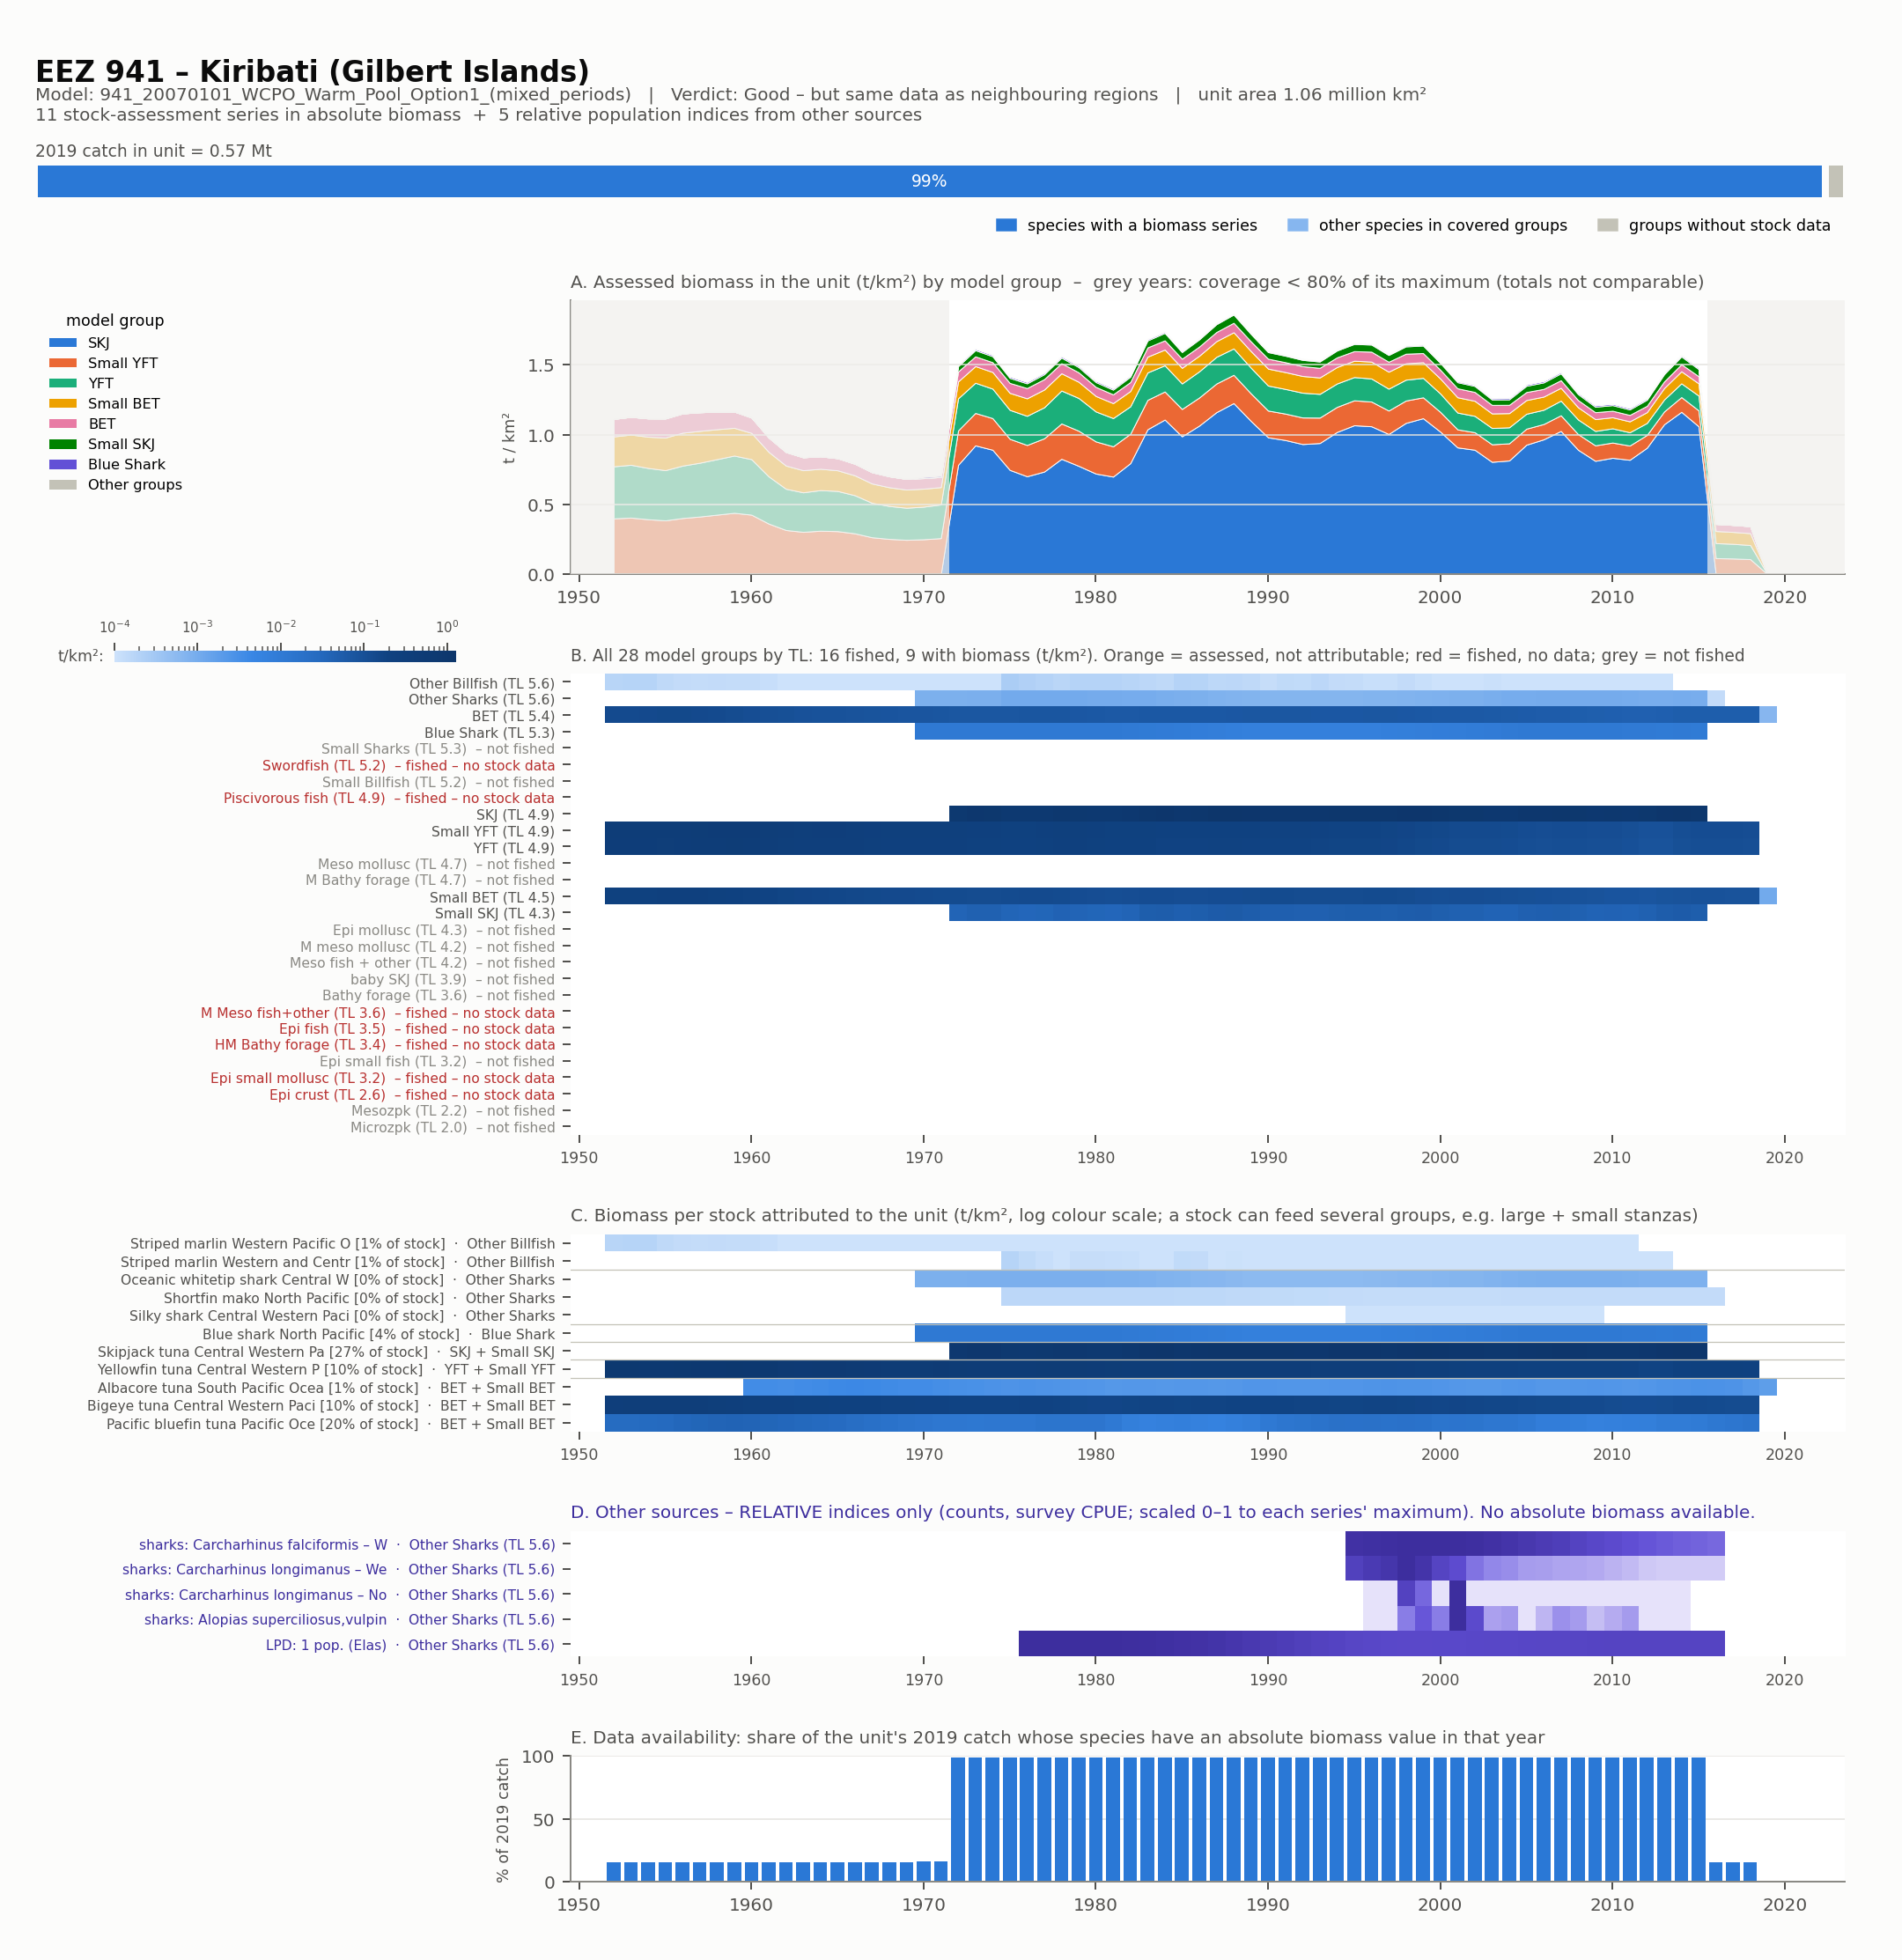 EEZ 941 – Kiribati (Gilbert Islands)
Model: 941_20070101_WCPO_Warm_Pool_Option1_(mixed_periods)   |   Verdict: Good – but same data as neighbouring regions   |   unit area 1.06 million km²
11 stock-assessment series in absolute biomass  +  5 relative population indices from other sources
2019 catch in unit = 0.57 Mt
99%
species with a biomass series
other species in covered groups
groups without stock data
A. Assessed biomass in the unit (t/km²) by model group  –  grey years: coverage < 80% of its maximum (totals not comparable)
model group
SKJ
Small YFT
YFT
Small BET
BET
Small SKJ
Blue Shark
Other groups
t / km²
1.5
1.0
0.5
0.0
1950 1960 1970 1980 1990 2000 2010 2020
10⁻⁴ 10⁻³ 10⁻² 10⁻¹ 10⁰
t/km²:
B. All 28 model groups by TL: 16 fished, 9 with biomass (t/km²). Orange = assessed, not attributable; red = fished, no data; grey = not fished
Other Billfish (TL 5.6)
Other Sharks (TL 5.6)
BET (TL 5.4)
Blue Shark (TL 5.3)
Small Sharks (TL 5.3)  – not fished
Swordfish (TL 5.2)  – fished – no stock data
Small Billfish (TL 5.2)  – not fished
Piscivorous fish (TL 4.9)  – fished – no stock data
SKJ (TL 4.9)
Small YFT (TL 4.9)
YFT (TL 4.9)
Meso mollusc (TL 4.7)  – not fished
M Bathy forage (TL 4.7)  – not fished
Small BET (TL 4.5)
Small SKJ (TL 4.3)
Epi mollusc (TL 4.3)  – not fished
M meso mollusc (TL 4.2)  – not fished
Meso fish + other (TL 4.2)  – not fished
baby SKJ (TL 3.9)  – not fished
Bathy forage (TL 3.6)  – not fished
M Meso fish+other (TL 3.6)  – fished – no stock data
Epi fish (TL 3.5)  – fished – no stock data
HM Bathy forage (TL 3.4)  – fished – no stock data
Epi small fish (TL 3.2)  – not fished
Epi small mollusc (TL 3.2)  – fished – no stock data
Epi crust (TL 2.6)  – fished – no stock data
Mesozpk (TL 2.2)  – not fished
Microzpk (TL 2.0)  – not fished
1950 1960 1970 1980 1990 2000 2010 2020
C. Biomass per stock attributed to the unit (t/km², log colour scale; a stock can feed several groups, e.g. large + small stanzas)
Striped marlin Western Pacific O [1% of stock]  ·  Other Billfish
Striped marlin Western and Centr [1% of stock]  ·  Other Billfish
Oceanic whitetip shark Central W [0% of stock]  ·  Other Sharks
Shortfin mako North Pacific [0% of stock]  ·  Other Sharks
Silky shark Central Western Paci [0% of stock]  ·  Other Sharks
Blue shark North Pacific [4% of stock]  ·  Blue Shark
Skipjack tuna Central Western Pa [27% of stock]  ·  SKJ + Small SKJ
Yellowfin tuna Central Western P [10% of stock]  ·  YFT + Small YFT
Albacore tuna South Pacific Ocea [1% of stock]  ·  BET + Small BET
Bigeye tuna Central Western Paci [10% of stock]  ·  BET + Small BET
Pacific bluefin tuna Pacific Oce [20% of stock]  ·  BET + Small BET
1950 1960 1970 1980 1990 2000 2010 2020
D. Other sources – RELATIVE indices only (counts, survey CPUE; scaled 0–1 to each series' maximum). No absolute biomass available.
sharks: Carcharhinus falciformis – W  ·  Other Sharks (TL 5.6)
sharks: Carcharhinus longimanus – We  ·  Other Sharks (TL 5.6)
sharks: Carcharhinus longimanus – No  ·  Other Sharks (TL 5.6)
sharks: Alopias superciliosus,vulpin  ·  Other Sharks (TL 5.6)
LPD: 1 pop. (Elas)  ·  Other Sharks (TL 5.6)
1950 1960 1970 1980 1990 2000 2010 2020
E. Data availability: share of the unit's 2019 catch whose species have an absolute biomass value in that year
% of 2019 catch
100
50
0
1950 1960 1970 1980 1990 2000 2010 2020